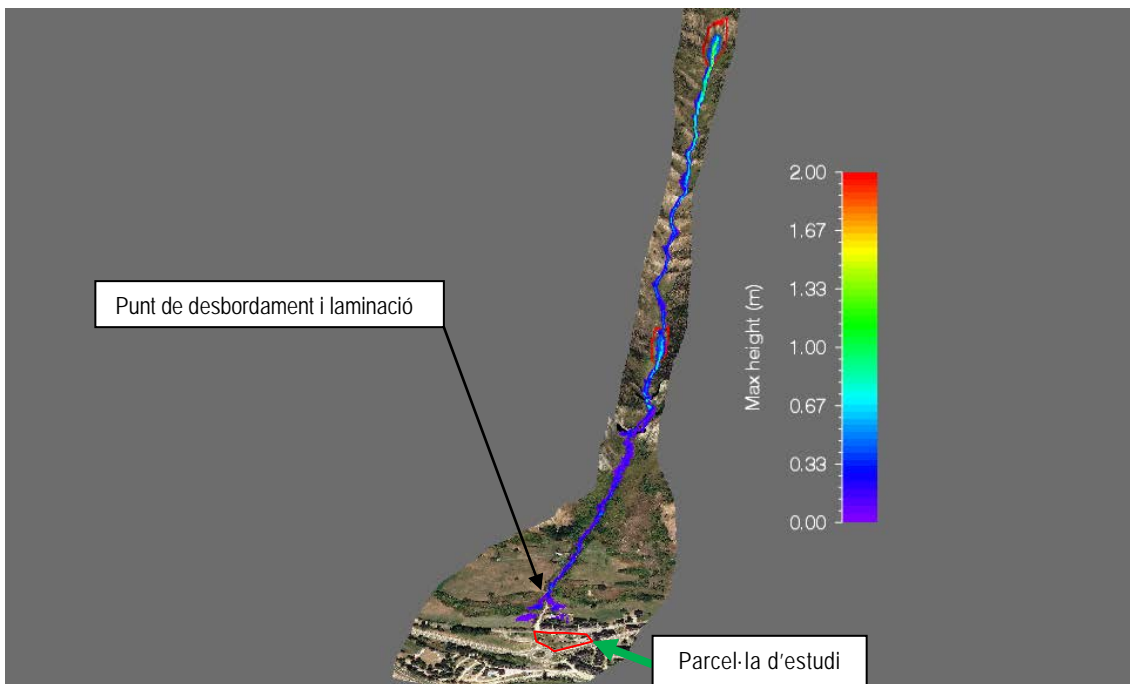 2.00
1.67
Punt de desbordament i laminació
1.33
1.00
Max height (m)
0.67
0.33
0.00
Parcel·la d’estudi